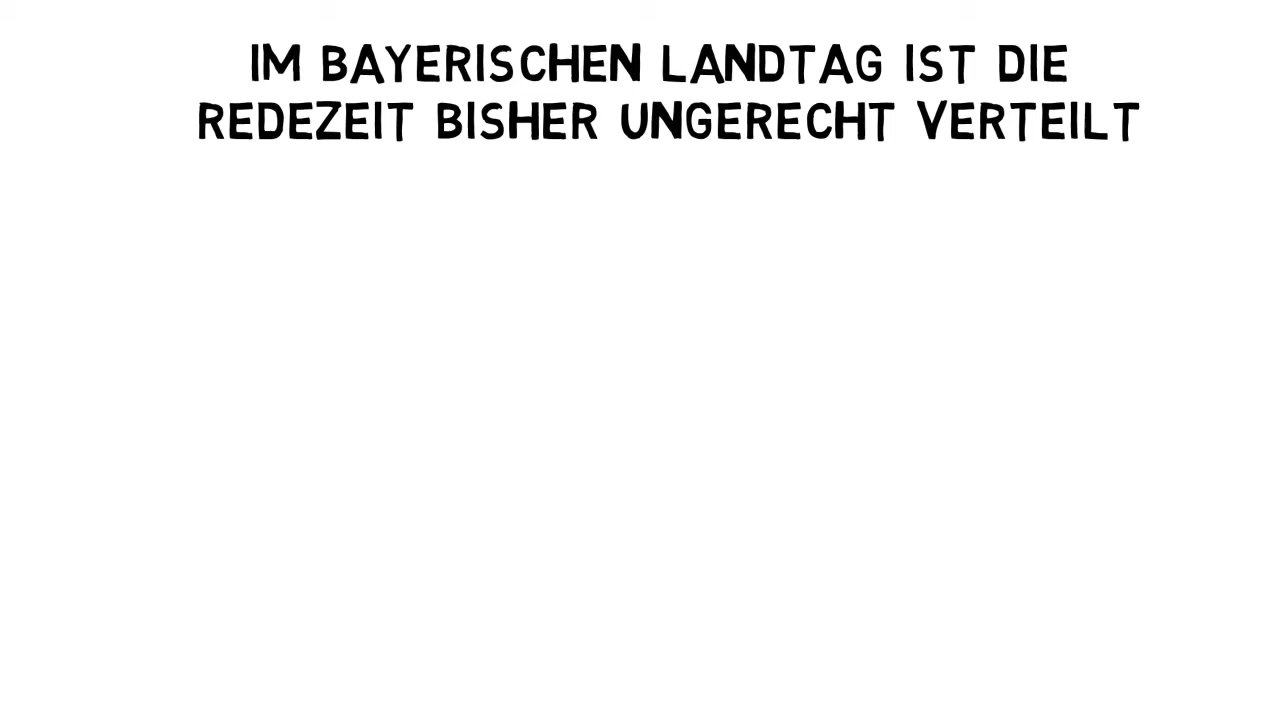 IM BAYERISCHEN LANDTAG IST DIE
REDEZEIT BISHER UNGERECHT VERTEILT